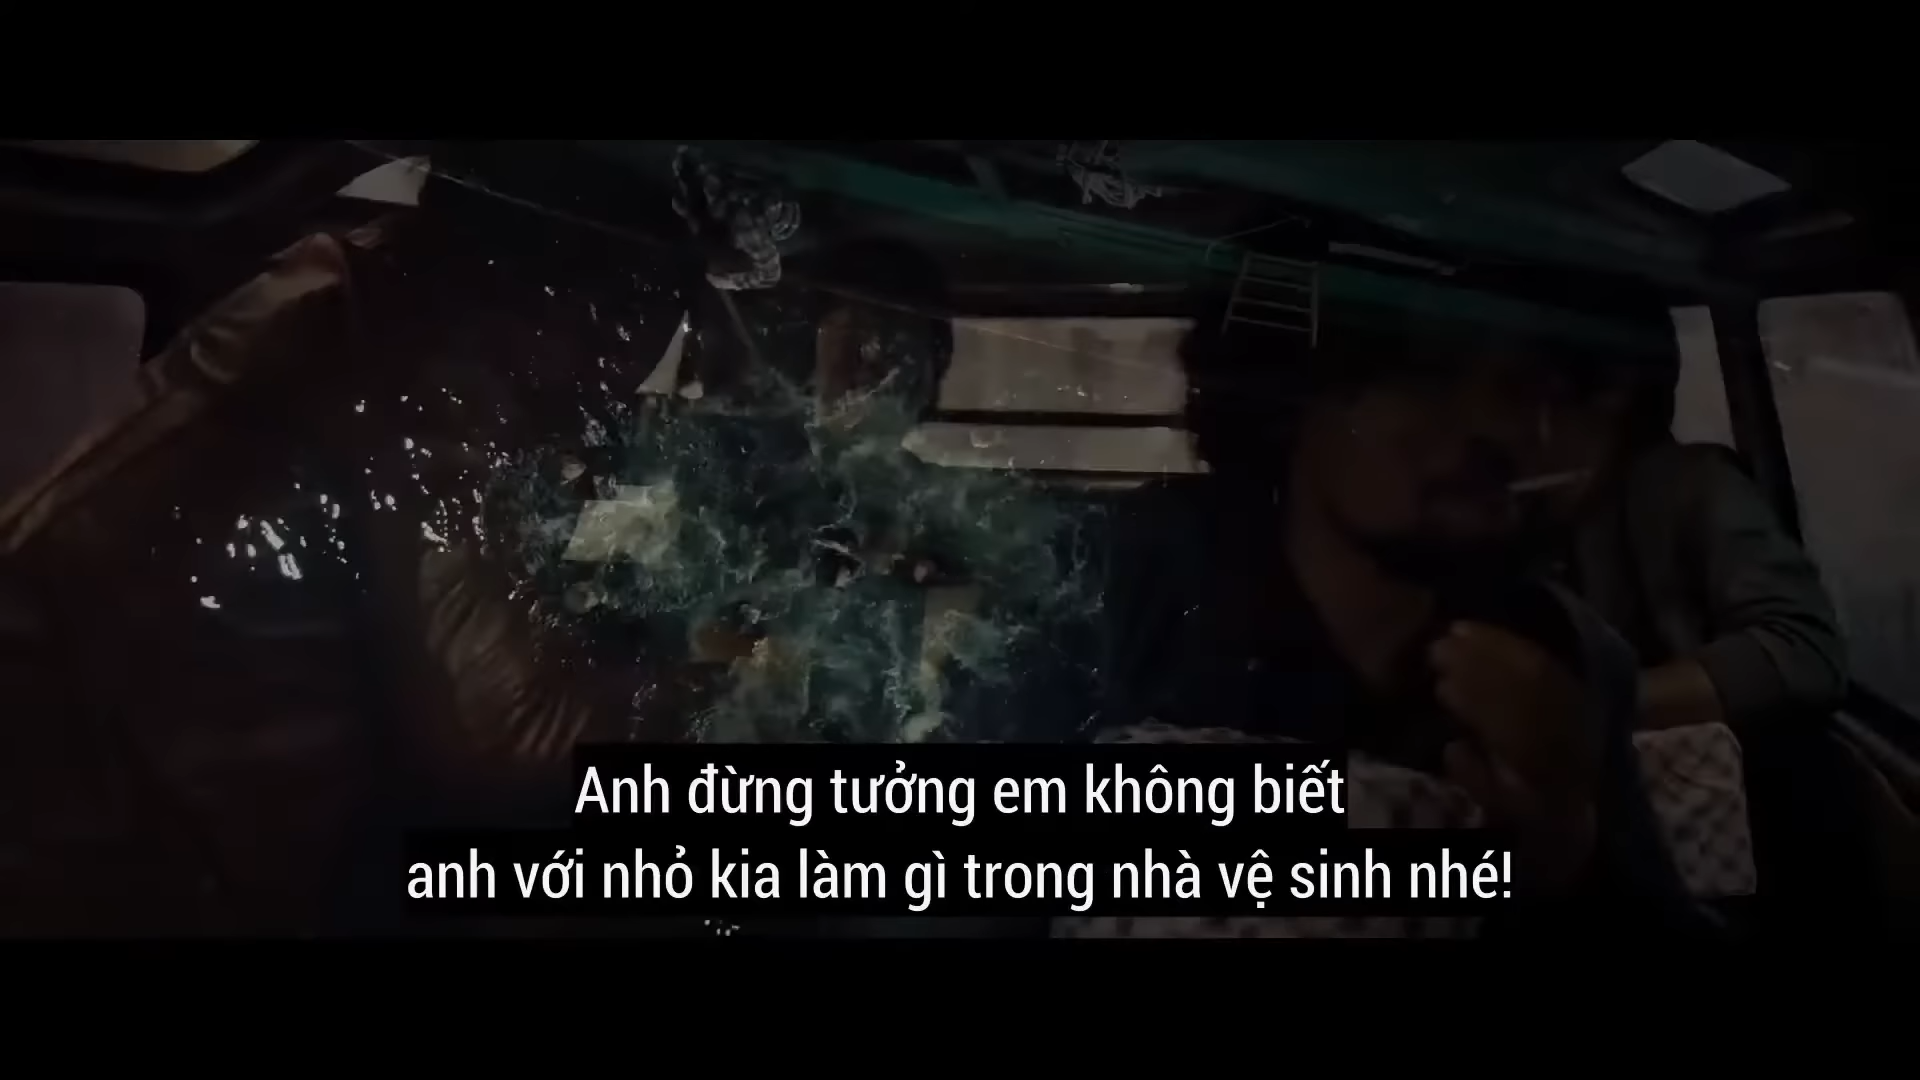 Anh đừng tưởng em không biết
anh với nhỏ kia làm gì trong nhà vệ sinh nhé!